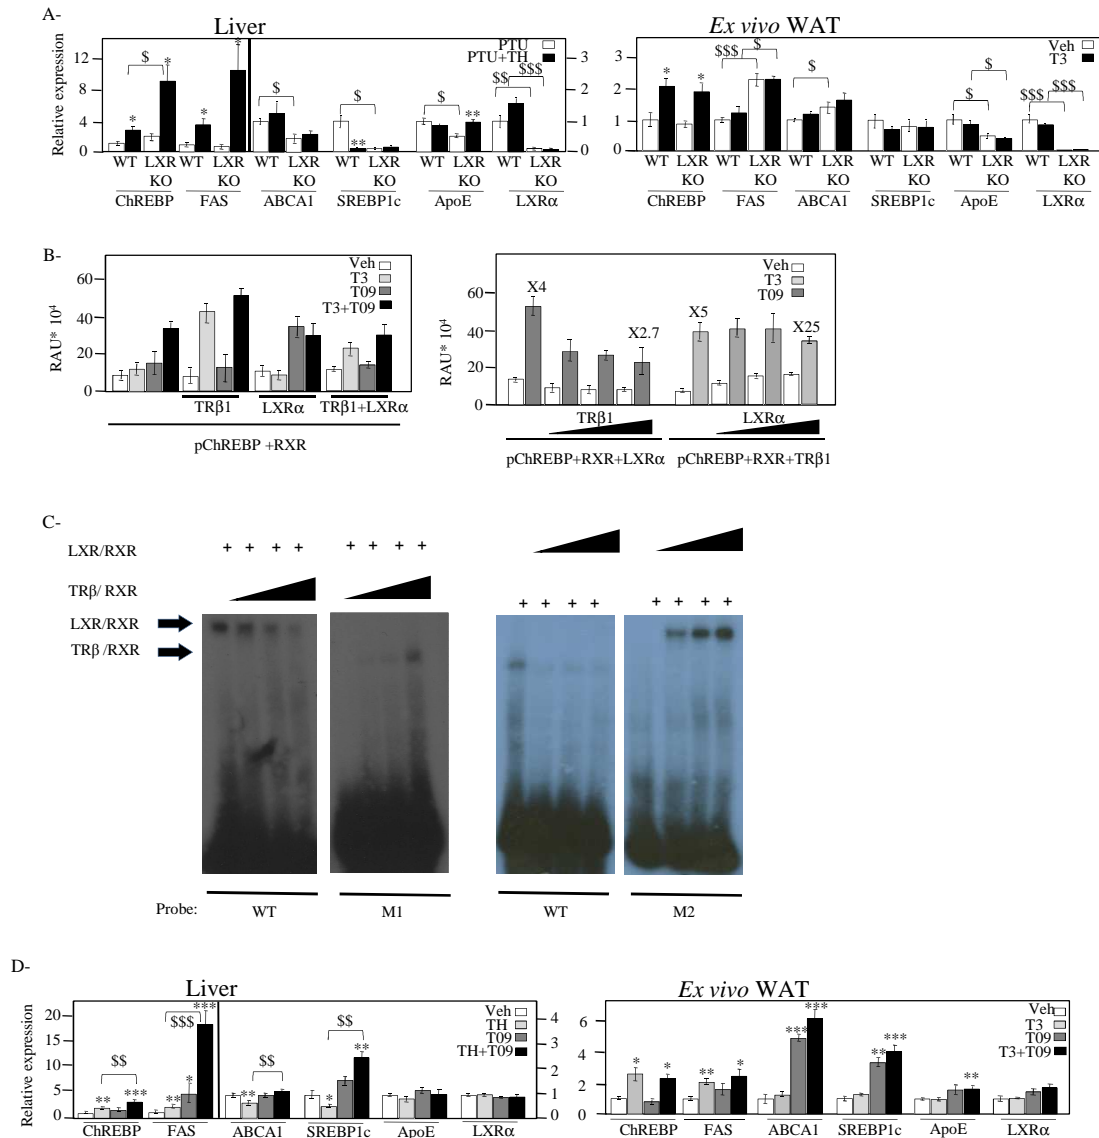 A-
Liver
Ex vivo WAT
Relative expression
12
8
4
0
3
2
1
0
PTU
PTU+TH
$
*
*
*
*
$
$
**
$
**
$$
$$$
WT LXR WT LXR WT LXR WT LXR WT LXR WT LXR
KO KO KO KO KO KO
ChREBP FAS ABCA1 SREBP1c ApoE LXRα
3
2
1
0
Veh
T3
*
*
$$$
$
$
$
$
$$$
$$$
WT LXR WT LXR WT LXR WT LXR WT LXR WT LXR
KO KO KO KO KO KO
ChREBP FAS ABCA1 SREBP1c ApoE LXRα
B-
RAU* 10⁴
60
40
20
0
Veh
T3
T09
T3+T09
TRβ1 LXRα TRβ1+LXRα
pChREBP +RXR
RAU* 10⁴
60
40
20
0
Veh
T3
T09
X4
X2.7
X5
X25
TRβ1 LXRα
pChREBP+RXR+LXRα pChREBP+RXR+TRβ1
C-
LXR/RXR + + + + + + + +
TRβ/ RXR
+ + + + + + + +
LXR/RXR
TRβ /RXR
Probe: WT M1 WT M2
D-
Liver
Ex vivo WAT
Relative expression
20
15
10
5
0
4
3
2
1
0
Veh
TH
T09
TH+T09
$$
** ***
$$$
***
**
*
$$
**
$$
*
**
ChREBP FAS ABCA1 SREBP1c ApoE LXRα
6
4
2
0
Veh
T3
T09
T3+T09
*
*
**
*
***
***
**
***
**
ChREBP FAS ABCA1 SREBP1c ApoE LXRα